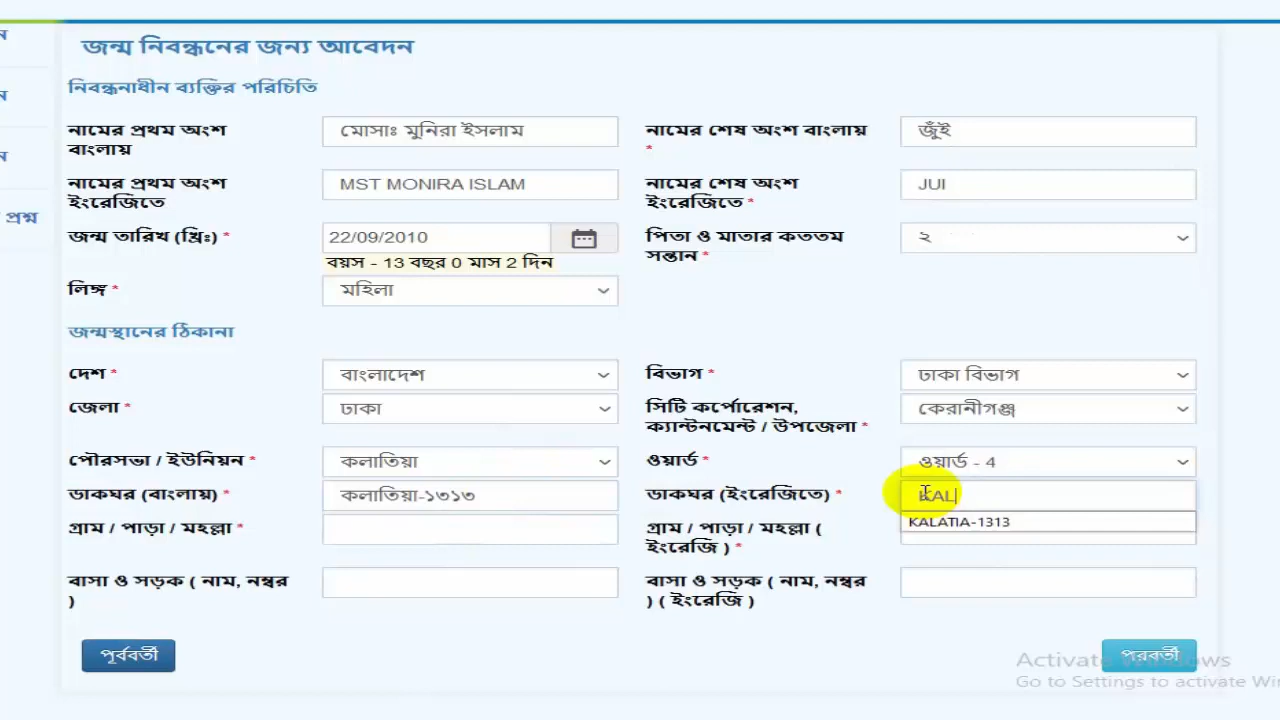 ন
জন্ম নিবন্ধনের জন্য আবেদন
নিবন্ধনাধীন ব্যক্তির পরিচিতি
ন
ন
প্রশ্ন
নামের প্রথম অংশ বাংলায়
মোসাঃ মুনিরা ইসলাম
নামের শেষ অংশ বাংলায় *
জুঁই
নামের প্রথম অংশ ইংরেজিতে
MST MONIRA ISLAM
নামের শেষ অংশ ইংরেজিতে *
JUI
জন্ম তারিখ (খ্রিঃ) *
22/09/2010
বয়স - 13 বছর 0 মাস 2 দিন
পিতা ও মাতার কততম সন্তান *
২
লিঙ্গ *
মহিলা
জন্মস্থানের ঠিকানা
দেশ *
বাংলাদেশ
বিভাগ *
ঢাকা বিভাগ
জেলা *
ঢাকা
সিটি কর্পোরেশন, ক্যান্টনমেন্ট / উপজেলা *
কেরানীগঞ্জ
পৌরসভা / ইউনিয়ন *
কলাতিয়া
ওয়ার্ড *
ওয়ার্ড - 4
ডাকঘর (বাংলায়) *
কলাতিয়া-১৩১৩
ডাকঘর (ইংরেজিতে) *
KAL
KALATIA-1313
গ্রাম / পাড়া / মহল্লা *
গ্রাম / পাড়া / মহল্লা ( ইংরেজি ) *
বাসা ও সড়ক ( নাম, নম্বর )
বাসা ও সড়ক ( নাম, নম্বর ) ( ইংরেজি )
পূর্ববর্তী
পরবর্তী
Activate Windows
Go to Settings to activate Win